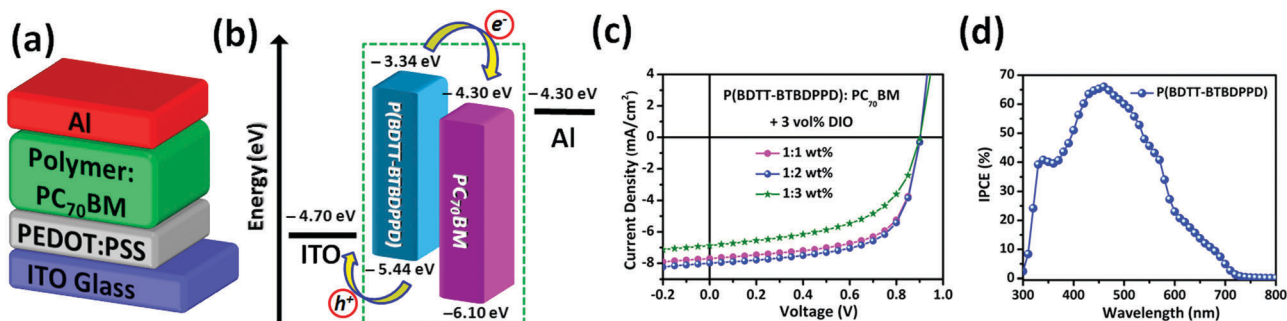 (a)
Al
Polymer:
PC₇₀BM
PEDOT:PSS
ITO Glass
(b)
Energy (eV)
−4.70 eV
ITO
−3.34 eV
P(BDTT-BTBDPPD)
−5.44 eV
h⁺
e⁻
−4.30 eV
PC₇₀BM
−6.10 eV
−4.30 eV
Al
(c)
Current Density (mA/cm²)
4
2
0
-2
-4
-6
-8
P(BDTT-BTBDPPD): PC₇₀BM
+ 3 vol% DIO
1:1 wt%
1:2 wt%
1:3 wt%
-0.2 0.0 0.2 0.4 0.6 0.8 1.0
Voltage (V)
(d)
IPCE (%)
70
60
50
40
30
20
10
0
P(BDTT-BTBDPPD)
300 400 500 600 700 800
Wavelength (nm)